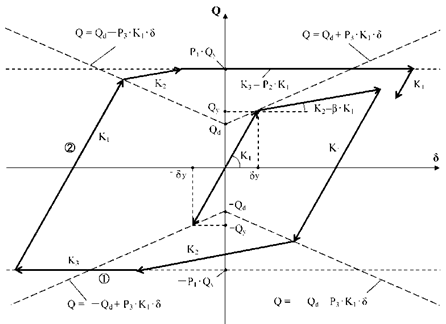 Q
Q = Qd−P3·K1·δ
Q = Qd+P3·K1·δ
P1·Qy
K3=P2·K1
K1
K2
Qy
K2=β·K1
Qd
K1
②
K1
K
δ
−δy
δy
−Qd
−Qy
K2
K3
①
−P1·Qy
Q = −Qd+P3·K1·δ
Q = Qd P3·K1·δ